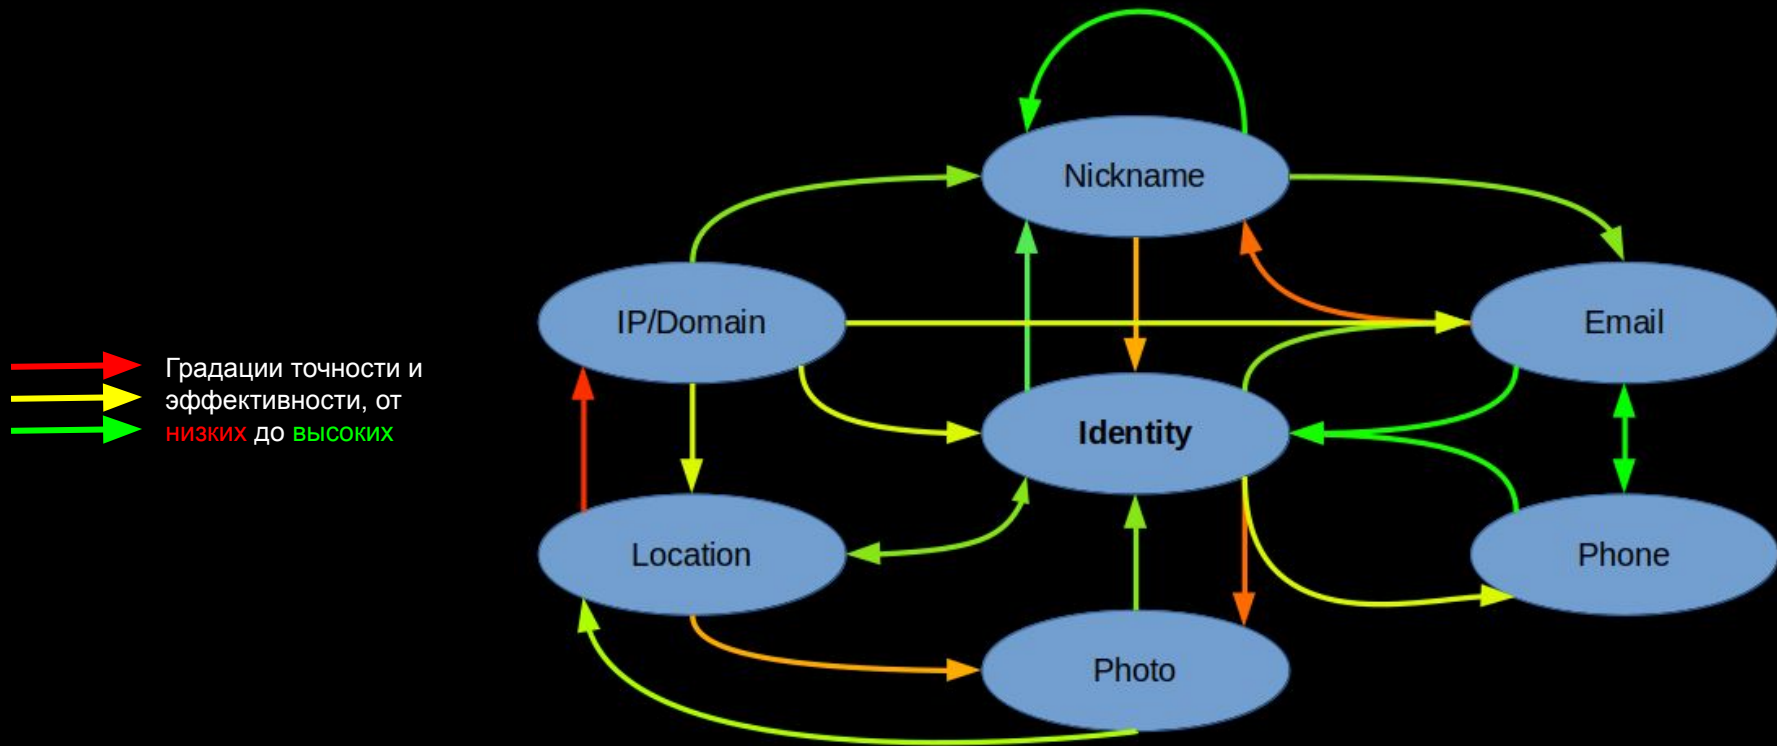 Nickname
IP/Domain
Email
Градации точности и
эффективности, от
низких до высоких
Identity
Location
Phone
Photo